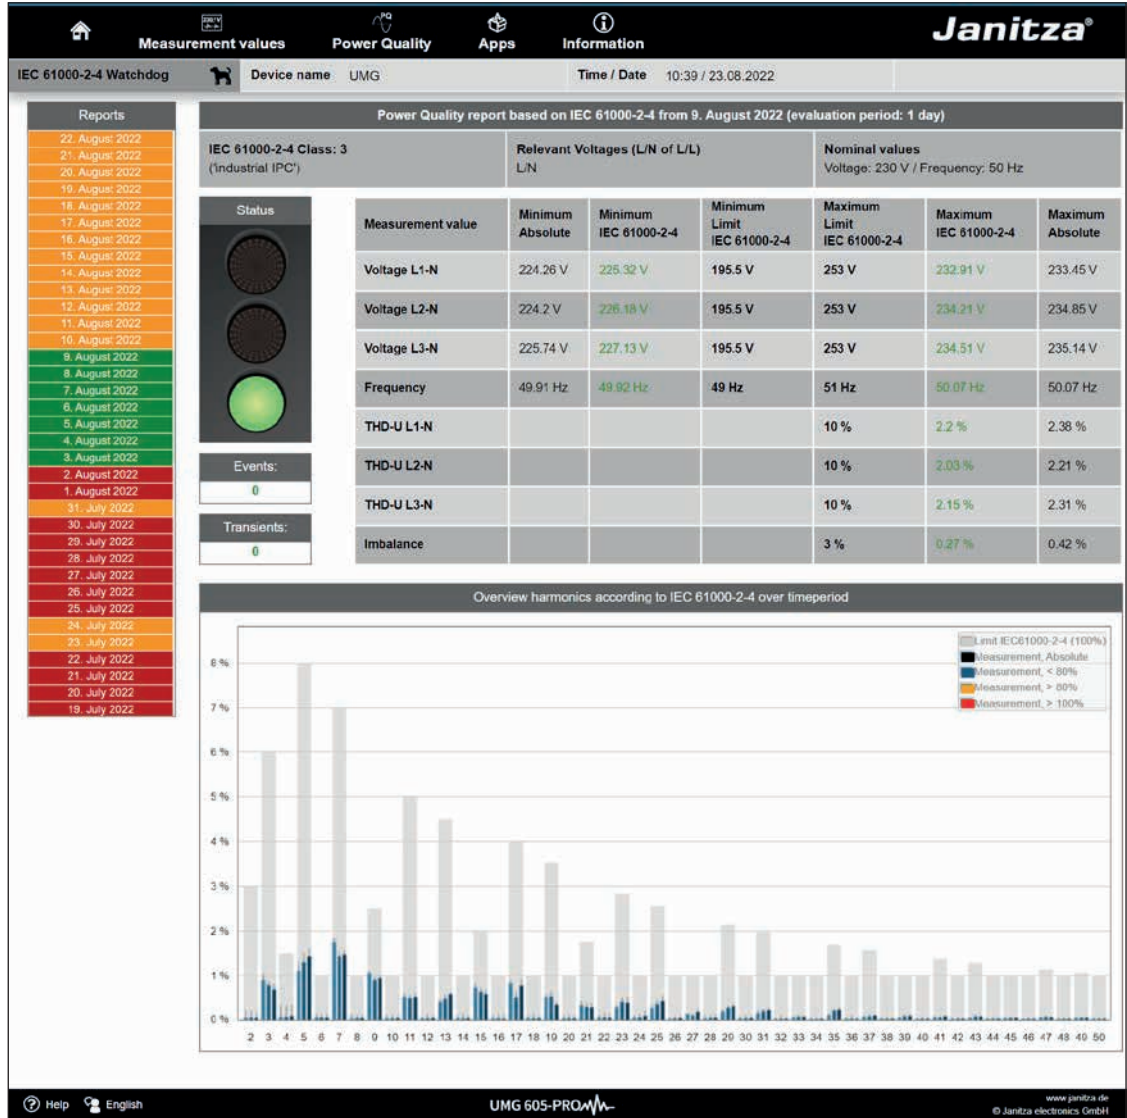 230 / V
PQ
Measurement values
Power Quality
Apps
Information
Janitza®
IEC 61000-2-4 Watchdog
Device name
UMG
Time / Date
10:39 / 23.08.2022
Reports
22. August 2022
21. August 2022
20. August 2022
19. August 2022
18. August 2022
17. August 2022
16. August 2022
15. August 2022
14. August 2022
13. August 2022
12. August 2022
11. August 2022
10. August 2022
9. August 2022
8. August 2022
7. August 2022
6. August 2022
5. August 2022
4. August 2022
3. August 2022
2. August 2022
1. August 2022
31. July 2022
30. July 2022
29. July 2022
28. July 2022
27. July 2022
26. July 2022
25. July 2022
24. July 2022
23. July 2022
22. July 2022
21. July 2022
20. July 2022
19. July 2022
Power Quality report based on IEC 61000-2-4 from 9. August 2022 (evaluation period: 1 day)
IEC 61000-2-4 Class: 3
('industrial IPC')
Relevant Voltages (L/N of L/L)
L/N
Nominal values
Voltage: 230 V / Frequency: 50 Hz
Status
Events:
0
Transients:
0
Measurement value
Minimum
Absolute
Minimum
IEC 61000-2-4
Minimum
Limit
IEC 61000-2-4
Maximum
Limit
IEC 61000-2-4
Maximum
IEC 61000-2-4
Maximum
Absolute
Voltage L1-N 224.26 V 225.32 V 195.5 V 253 V 232.91 V 233.45 V
Voltage L2-N 224.2 V 226.18 V 195.5 V 253 V 234.21 V 234.85 V
Voltage L3-N 225.74 V 227.13 V 195.5 V 253 V 234.51 V 235.14 V
Frequency 49.91 Hz 49.92 Hz 49 Hz 51 Hz 50.07 Hz 50.07 Hz
THD-U L1-N 10 % 2.2 % 2.38 %
THD-U L2-N 10 % 2.03 % 2.21 %
THD-U L3-N 10 % 2.15 % 2.31 %
Imbalance 3 % 0.27 % 0.42 %
Overview harmonics according to IEC 61000-2-4 over timeperiod
Limit IEC61000-2-4 (100%)
Measurement, Absolute
Measurement, < 80%
Measurement, > 80%
Measurement, > 100%
8 %
7 %
6 %
5 %
4 %
3 %
2 %
1 %
0 %
2 3 4 5 6 7 8 9 10 11 12 13 14 15 16 17 18 19 20 21 22 23 24 25 26 27 28 29 30 31 32 33 34 35 36 37 38 39 40 41 42 43 44 45 46 47 48 49 50
Help
English
UMG 605-PRO
www.janitza.de
© Janitza electronics GmbH